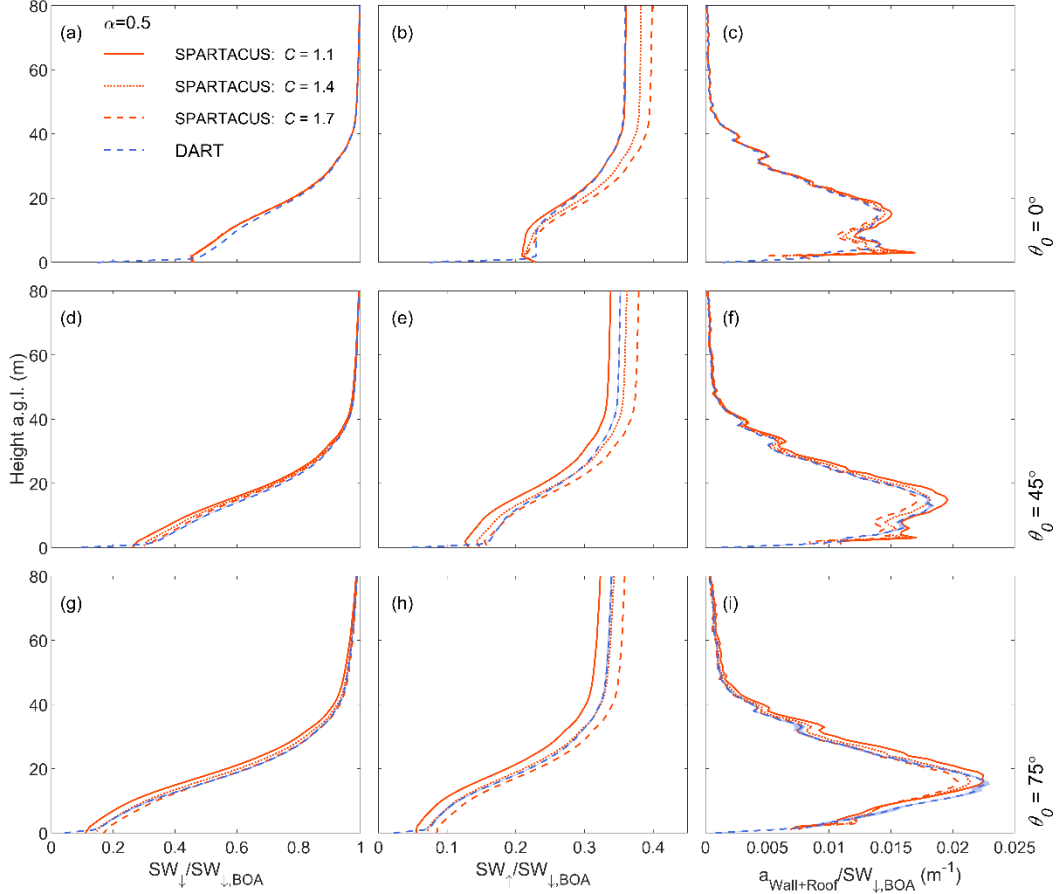 (a)
α=0.5
SPARTACUS: C = 1.1
SPARTACUS: C = 1.4
SPARTACUS: C = 1.7
DART
80
60
40
20
0
(b)
(c)
θ0 = 0°
(d)
80
60
40
20
0
Height a.g.l. (m)
(e)
(f)
θ0 = 45°
(g)
80
60
40
20
0
(h)
(i)
θ0 = 75°
0 0.2 0.4 0.6 0.8 1
0 0.1 0.2 0.3 0.4
0 0.005 0.01 0.015 0.02 0.025
SW↓/SW↓,BOA
SW↑/SW↓,BOA
aWall+Roof/SW↓,BOA (m⁻¹)